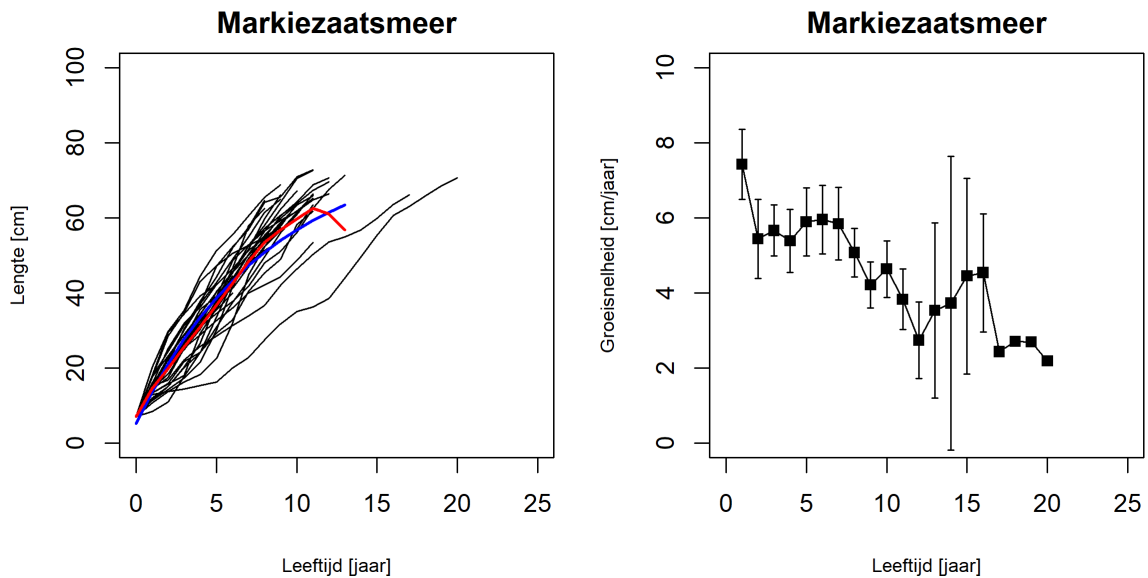 Markiezaatsmeer
Lengte [cm]
100
80
60
40
20
0
0 5 10 15 20 25
Leeftijd [jaar]
Markiezaatsmeer
Groeisnelheid [cm/jaar]
10
8
6
4
2
0
0 5 10 15 20 25
Leeftijd [jaar]